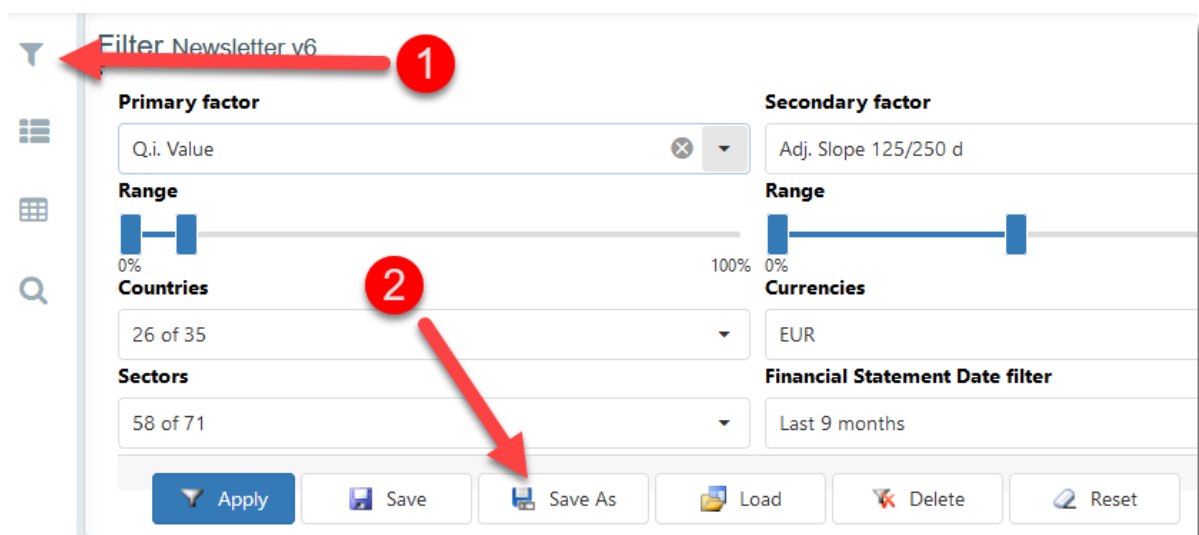 Filter Newsletter v6
1
Primary factor
Secondary factor
Q.i. Value
Adj. Slope 125/250 d
Range
Range
0%
100%
0%
2
Countries
Currencies
26 of 35
EUR
Sectors
Financial Statement Date filter
58 of 71
Last 9 months
Apply
Save
Save As
Load
Delete
Reset